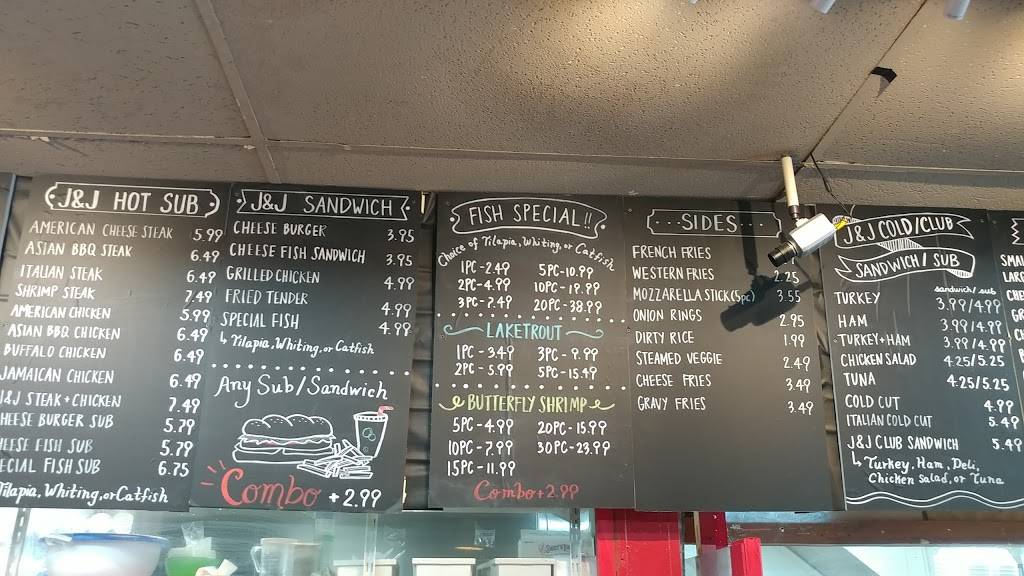 J&J HOT SUB
AMERICAN CHEESE STEAK 5.99
ASIAN BBQ STEAK 6.49
ITALIAN STEAK 6.49
SHRIMP STEAK 7.49
AMERICAN CHICKEN 5.99
ASIAN BBQ CHICKEN 6.49
BUFFALO CHICKEN 6.49
JAMAICAN CHICKEN 6.49
J&J STEAK + CHICKEN 7.49
HEESE BURGER SUB 5.79
HEESE FISH SUB 5.79
ECIAL FISH SUB 6.75
Tilapia, Whiting, or Catfish
J&J SANDWICH
CHEESE BURGER 3.95
CHEESE FISH SANDWICH 3.95
GRILLED CHICKEN 4.99
FRIED TENDER 4.99
SPECIAL FISH 4.99
Tilapia, Whiting, or Catfish
Any Sub/Sandwich
Combo +2.99
FISH SPECIAL!!
Choice of Tilapia, Whiting, or Catfish
1PC-2.49 5PC-10.99
2PC-4.99 10PC-19.99
3PC-7.49 20PC-38.99
LAKETROUT
1PC-3.49 3PC-9.99
2PC-5.99 5PC-15.49
BUTTERFLY SHRIMP
5PC-4.99 20PC-15.99
10PC-7.99 30PC-23.99
15PC-11.99
Combo+2.99
SIDES
FRENCH FRIES
WESTERN FRIES 2.25
MOZZARELLA STICK(5pc) 3.55
ONION RINGS 2.95
DIRTY RICE 1.99
STEAMED VEGGIE 2.49
CHEESE FRIES 3.49
GRAVY FRIES 3.49
J&J COLD/CLUB
SANDWICH/SUB
sandwich/sub
TURKEY 3.99/4.99
HAM 3.99/4.99
TURKEY+HAM 3.99/4.99
CHICKEN SALAD 4.25/5.25
TUNA 4.25/5.25
COLD CUT 4.99
ITALIAN COLD CUT 5.49
J&J CLUB SANDWICH 5.49
Turkey, Ham, Deli,
Chicken salad, or Tuna
SMA
LAR
CHE